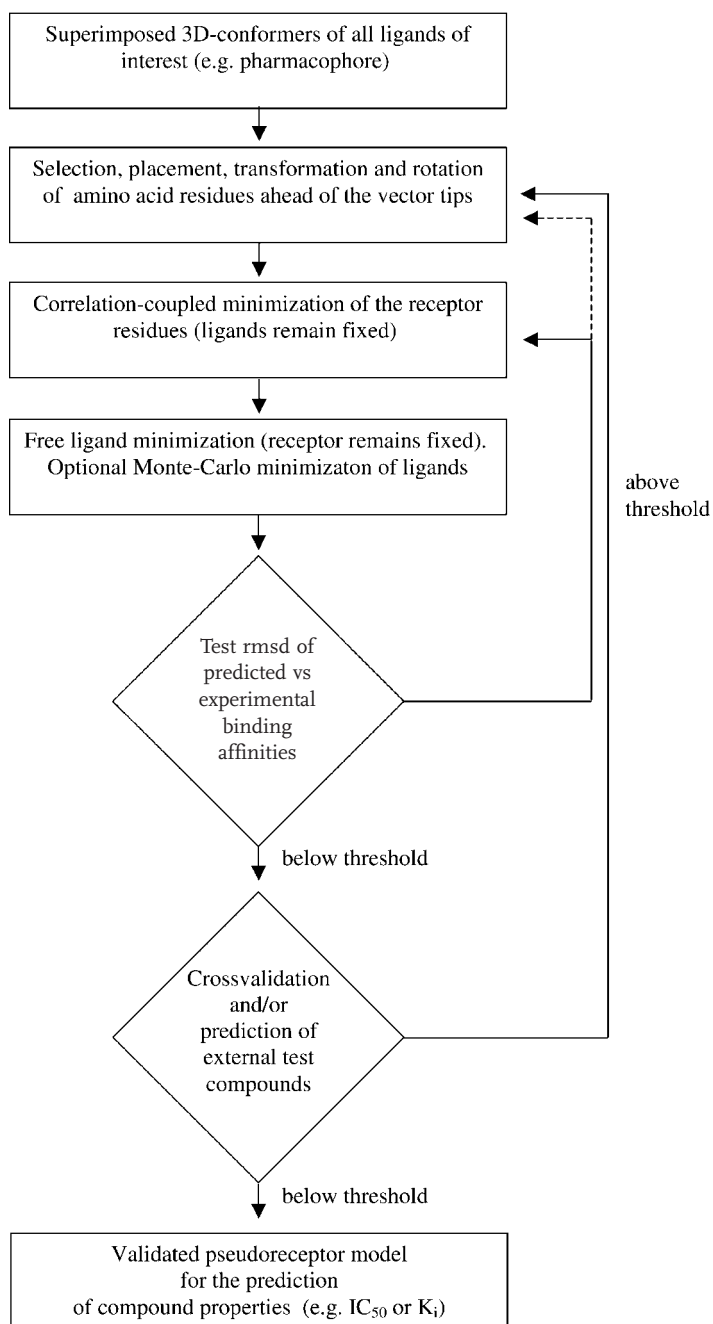 Superimposed 3D-conformers of all ligands of
interest (e.g. pharmacophore)
Selection, placement, transformation and rotation
of amino acid residues ahead of the vector tips
Correlation-coupled minimization of the receptor
residues (ligands remain fixed)
Free ligand minimization (receptor remains fixed).
Optional Monte-Carlo minimizaton of ligands
above
threshold
Test rmsd of
predicted vs
experimental
binding
affinities
below threshold
Crossvalidation
and/or
prediction of
external test
compounds
below threshold
Validated pseudoreceptor model
for the prediction
of compound properties (e.g. IC50 or Ki)